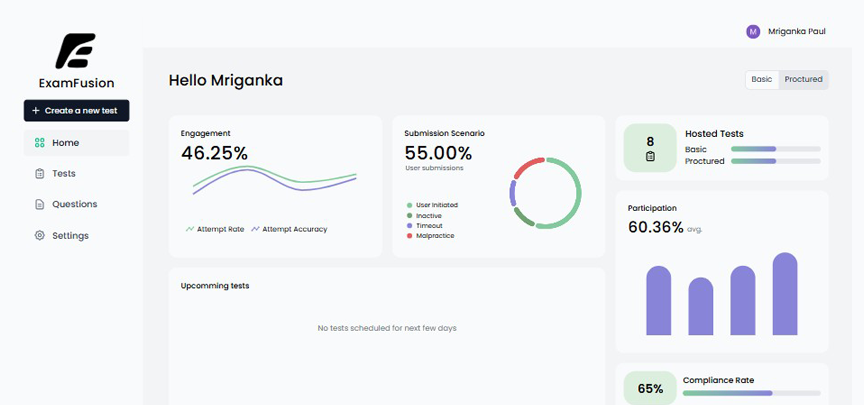 M Mriganka Paul
ExamFusion
+ Create a new test
Home
Tests
Questions
Settings
Hello Mriganka
Basic Proctured
Engagement
46.25%
Attempt Rate Attempt Accuracy
Submission Scenario
55.00%
User submissions
User Initiated
Inactive
Timeout
Malpractice
8
Hosted Tests
Basic
Proctured
Participation
60.36% avg.
Upcomming tests
No tests scheduled for next few days
65%
Compliance Rate